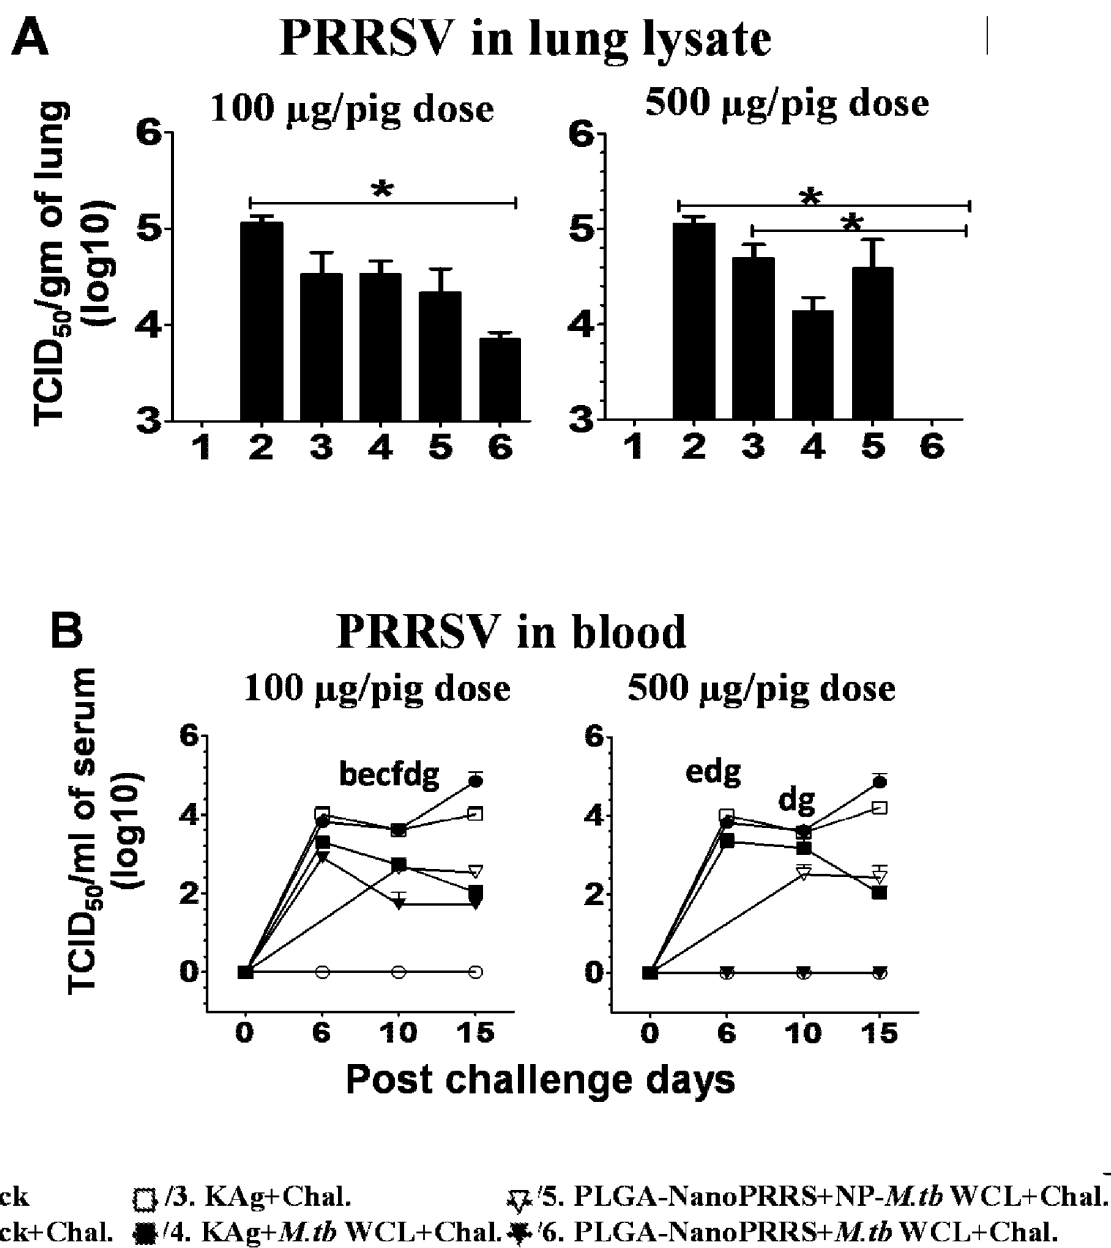 A
PRRSV in lung lysate
100 µg/pig dose
500 µg/pig dose
TCID50/gm of lung
(log10)
6
5
4
3
1 2 3 4 5 6
*
6
5
4
3
1 2 3 4 5 6
*
*
B
PRRSV in blood
100 µg/pig dose
500 µg/pig dose
TCID50/ml of serum
(log10)
6
4
2
0
becfdg
0 6 10 15
6
4
2
0
edg
dg
0 6 10 15
Post challenge days
ck
/3. KAg+Chal.
/5. PLGA-NanoPRRS+NP-M.tb WCL+Chal.
ck+Chal.
/4. KAg+M.tb WCL+Chal.
/6. PLGA-NanoPRRS+M.tb WCL+Chal.